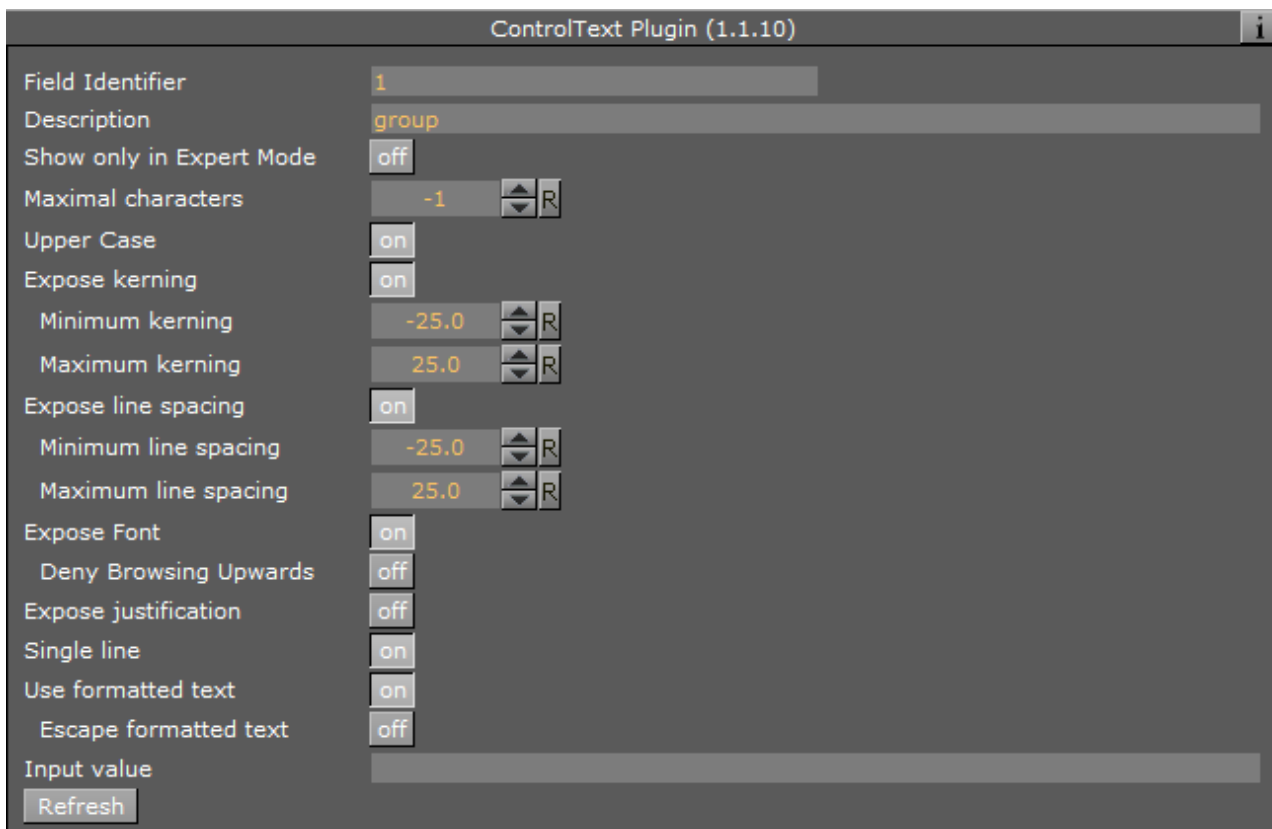 ControlText Plugin (1.1.10) i
Field Identifier 1
Description group
Show only in Expert Mode off
Maximal characters -1 R
Upper Case on
Expose kerning on
Minimum kerning -25.0 R
Maximum kerning 25.0 R
Expose line spacing on
Minimum line spacing -25.0 R
Maximum line spacing 25.0 R
Expose Font on
Deny Browsing Upwards off
Expose justification off
Single line on
Use formatted text on
Escape formatted text off
Input value
Refresh